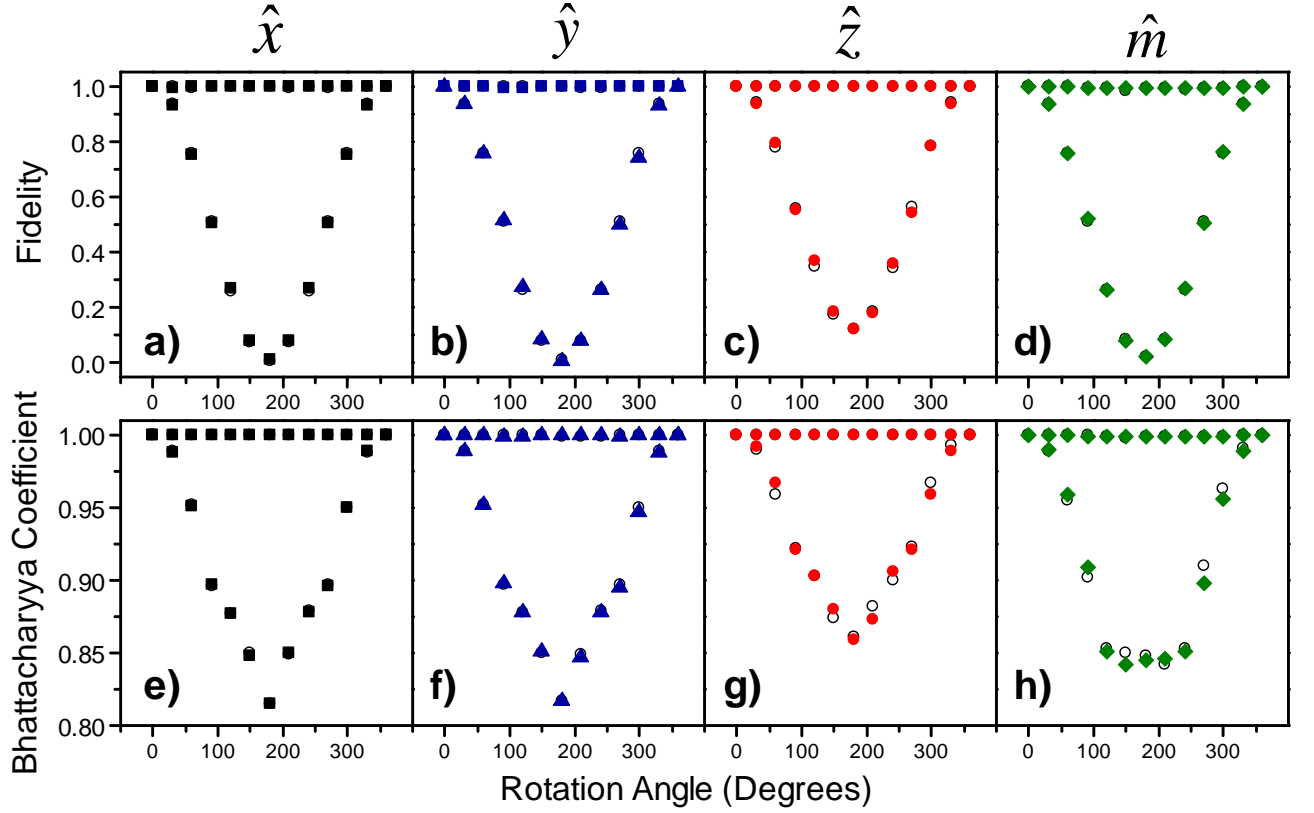 x̂ ŷ ẑ m̂
Fidelity
1.0
0.8
0.6
0.4
0.2
0.0
a) b) c) d)
0 100 200 300 0 100 200 300 0 100 200 300 0 100 200 300
Bhattacharyya Coefficient
1.00
0.95
0.90
0.85
0.80
e) f) g) h)
0 100 200 300 0 100 200 300 0 100 200 300 0 100 200 300
Rotation Angle (Degrees)